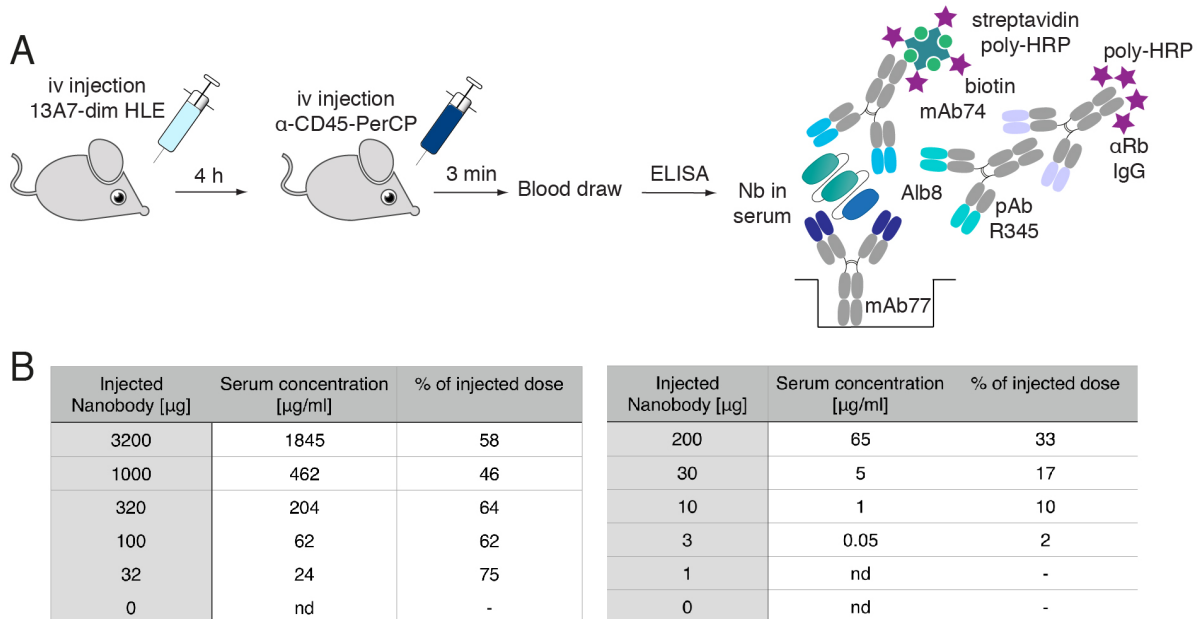 A
iv injection
13A7-dim HLE
4 h
iv injection
α-CD45-PerCP
3 min
Blood draw
ELISA
Nb in
serum
streptavidin
poly-HRP
biotin
mAb74
poly-HRP
αRb
IgG
Alb8
pAb
R345
mAb77
B
Injected
Nanobody [µg]
Serum concentration
[µg/ml]
% of injected dose
3200 1845 58
1000 462 46
320 204 64
100 62 62
32 24 75
0 nd -
Injected
Nanobody [µg]
Serum concentration
[µg/ml]
% of injected dose
200 65 33
30 5 17
10 1 10
3 0.05 2
1 nd -
0 nd -